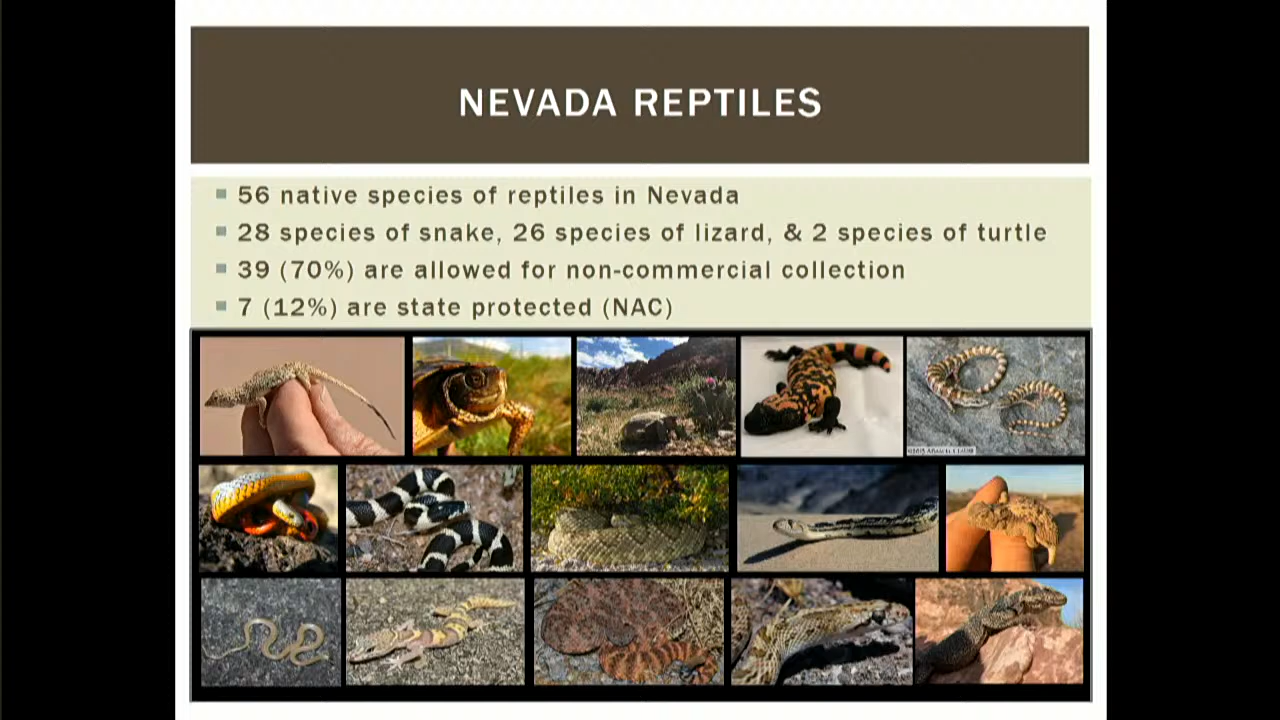 NEVADA REPTILES
56 native species of reptiles in Nevada
28 species of snake, 26 species of lizard, & 2 species of turtle
39 (70%) are allowed for non-commercial collection
7 (12%) are state protected (NAC)